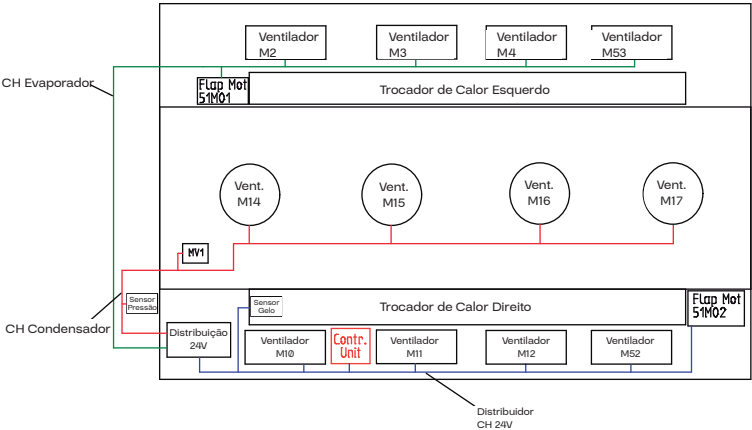 Ventilador
M2
Ventilador
M3
Ventilador
M4
Ventilador
M53
CH Evaporador
Flap Mot
51M01
Trocador de Calor Esquerdo
Vent.
M14
Vent.
M15
Vent.
M16
Vent.
M17
MV1
Sensor
Pressão
Sensor
Gelo
Trocador de Calor Direito
Flap Mot
51M02
CH Condensador
Distribuição
24V
Ventilador
M10
Contr.
Unit
Ventilador
M11
Ventilador
M12
Ventilador
M52
Distribuidor
CH 24V